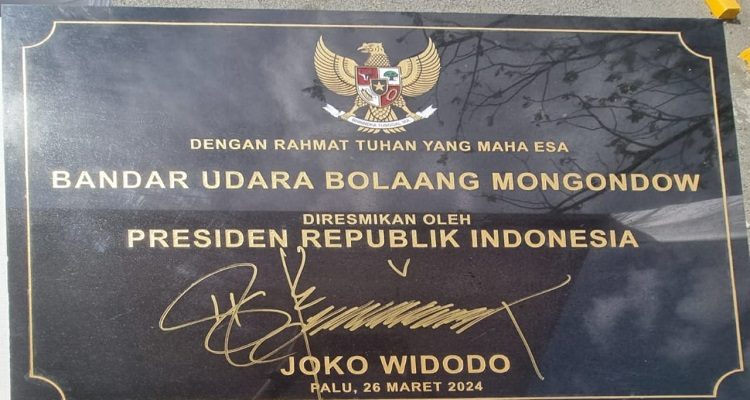 DENGAN RAHMAT TUHAN YANG MAHA ESA
BANDAR UDARA BOLAANG MONGONDOW
DIRESMIKAN OLEH
PRESIDEN REPUBLIK INDONESIA
JOKO WIDODO
PALU, 26 MARET 2024